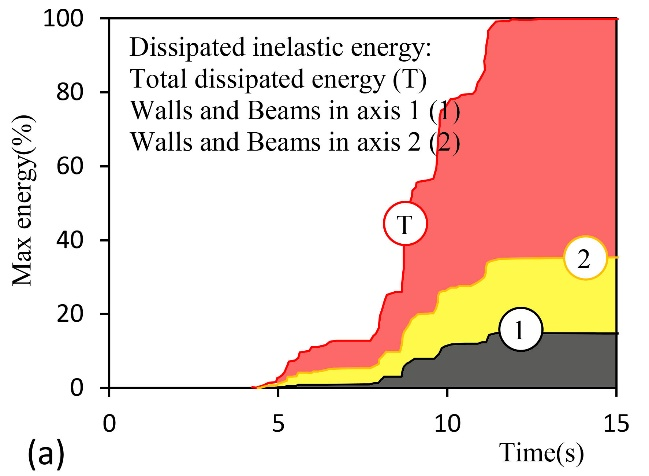 100
Dissipated inelastic energy:
Total dissipated energy (T)
80
Walls and Beams in axis 1 (1)
Walls and Beams in axis 2 (2)
60
Max energy(%)
T
40
2
20
1
0
0 5 10 15
(a) Time(s)